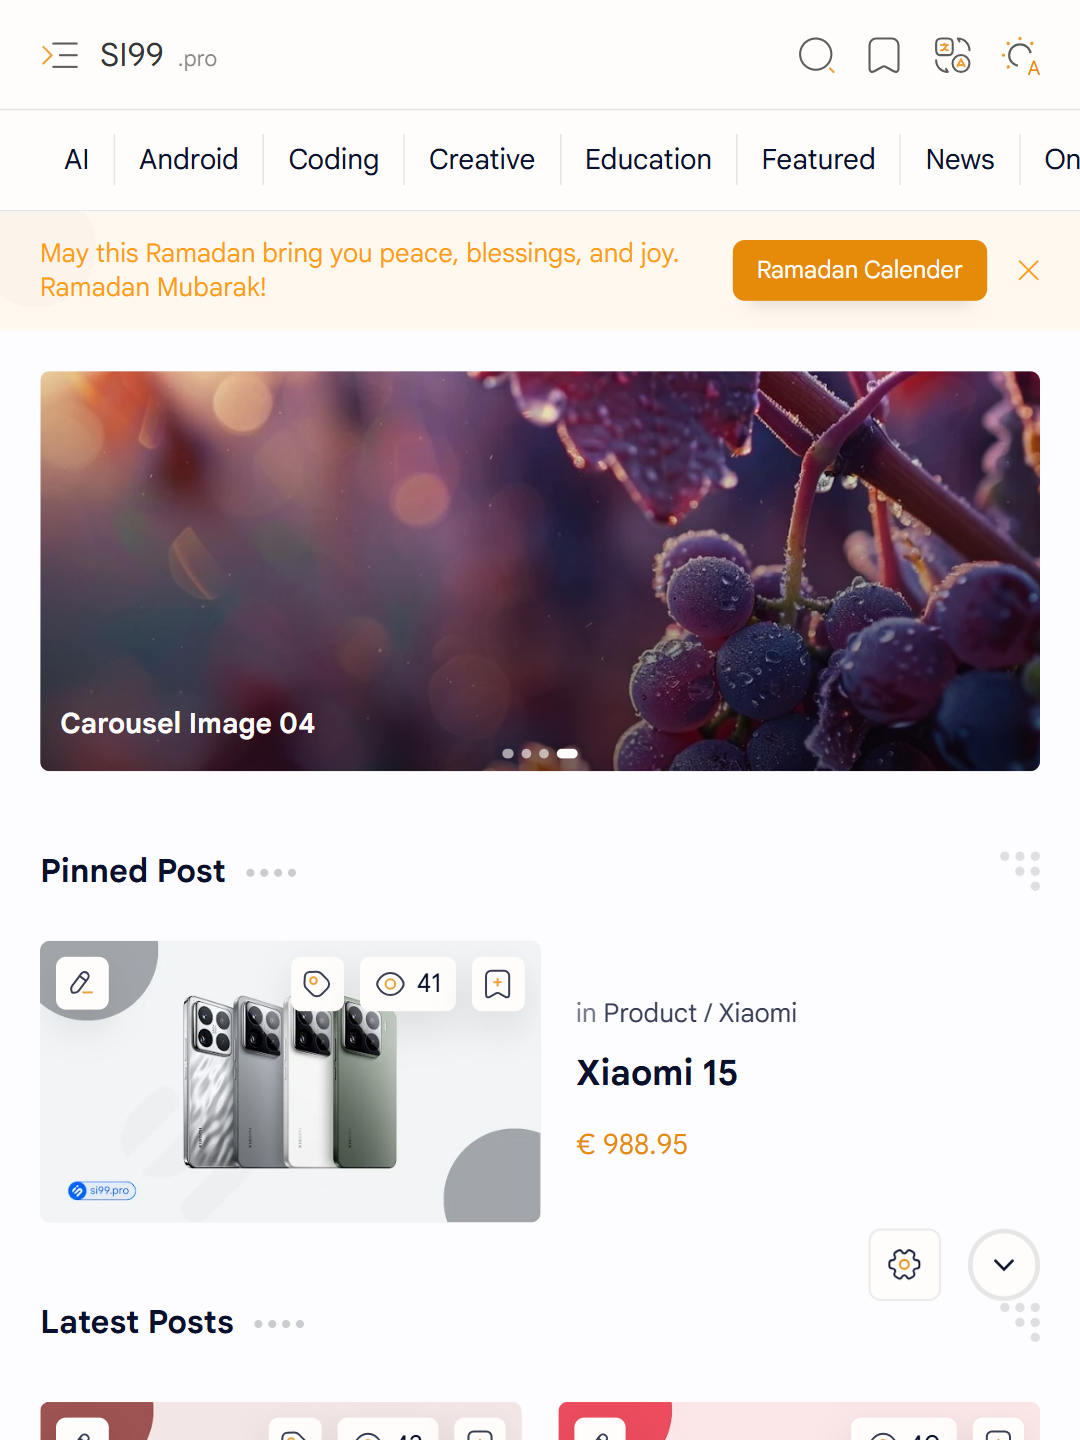 SI99 .pro
AI Android Coding Creative Education Featured News On
May this Ramadan bring you peace, blessings, and joy.
Ramadan Mubarak!
Ramadan Calender
Carousel Image 04
Pinned Post
41
in Product / Xiaomi
Xiaomi 15
€ 988.95
si99.pro
Latest Posts